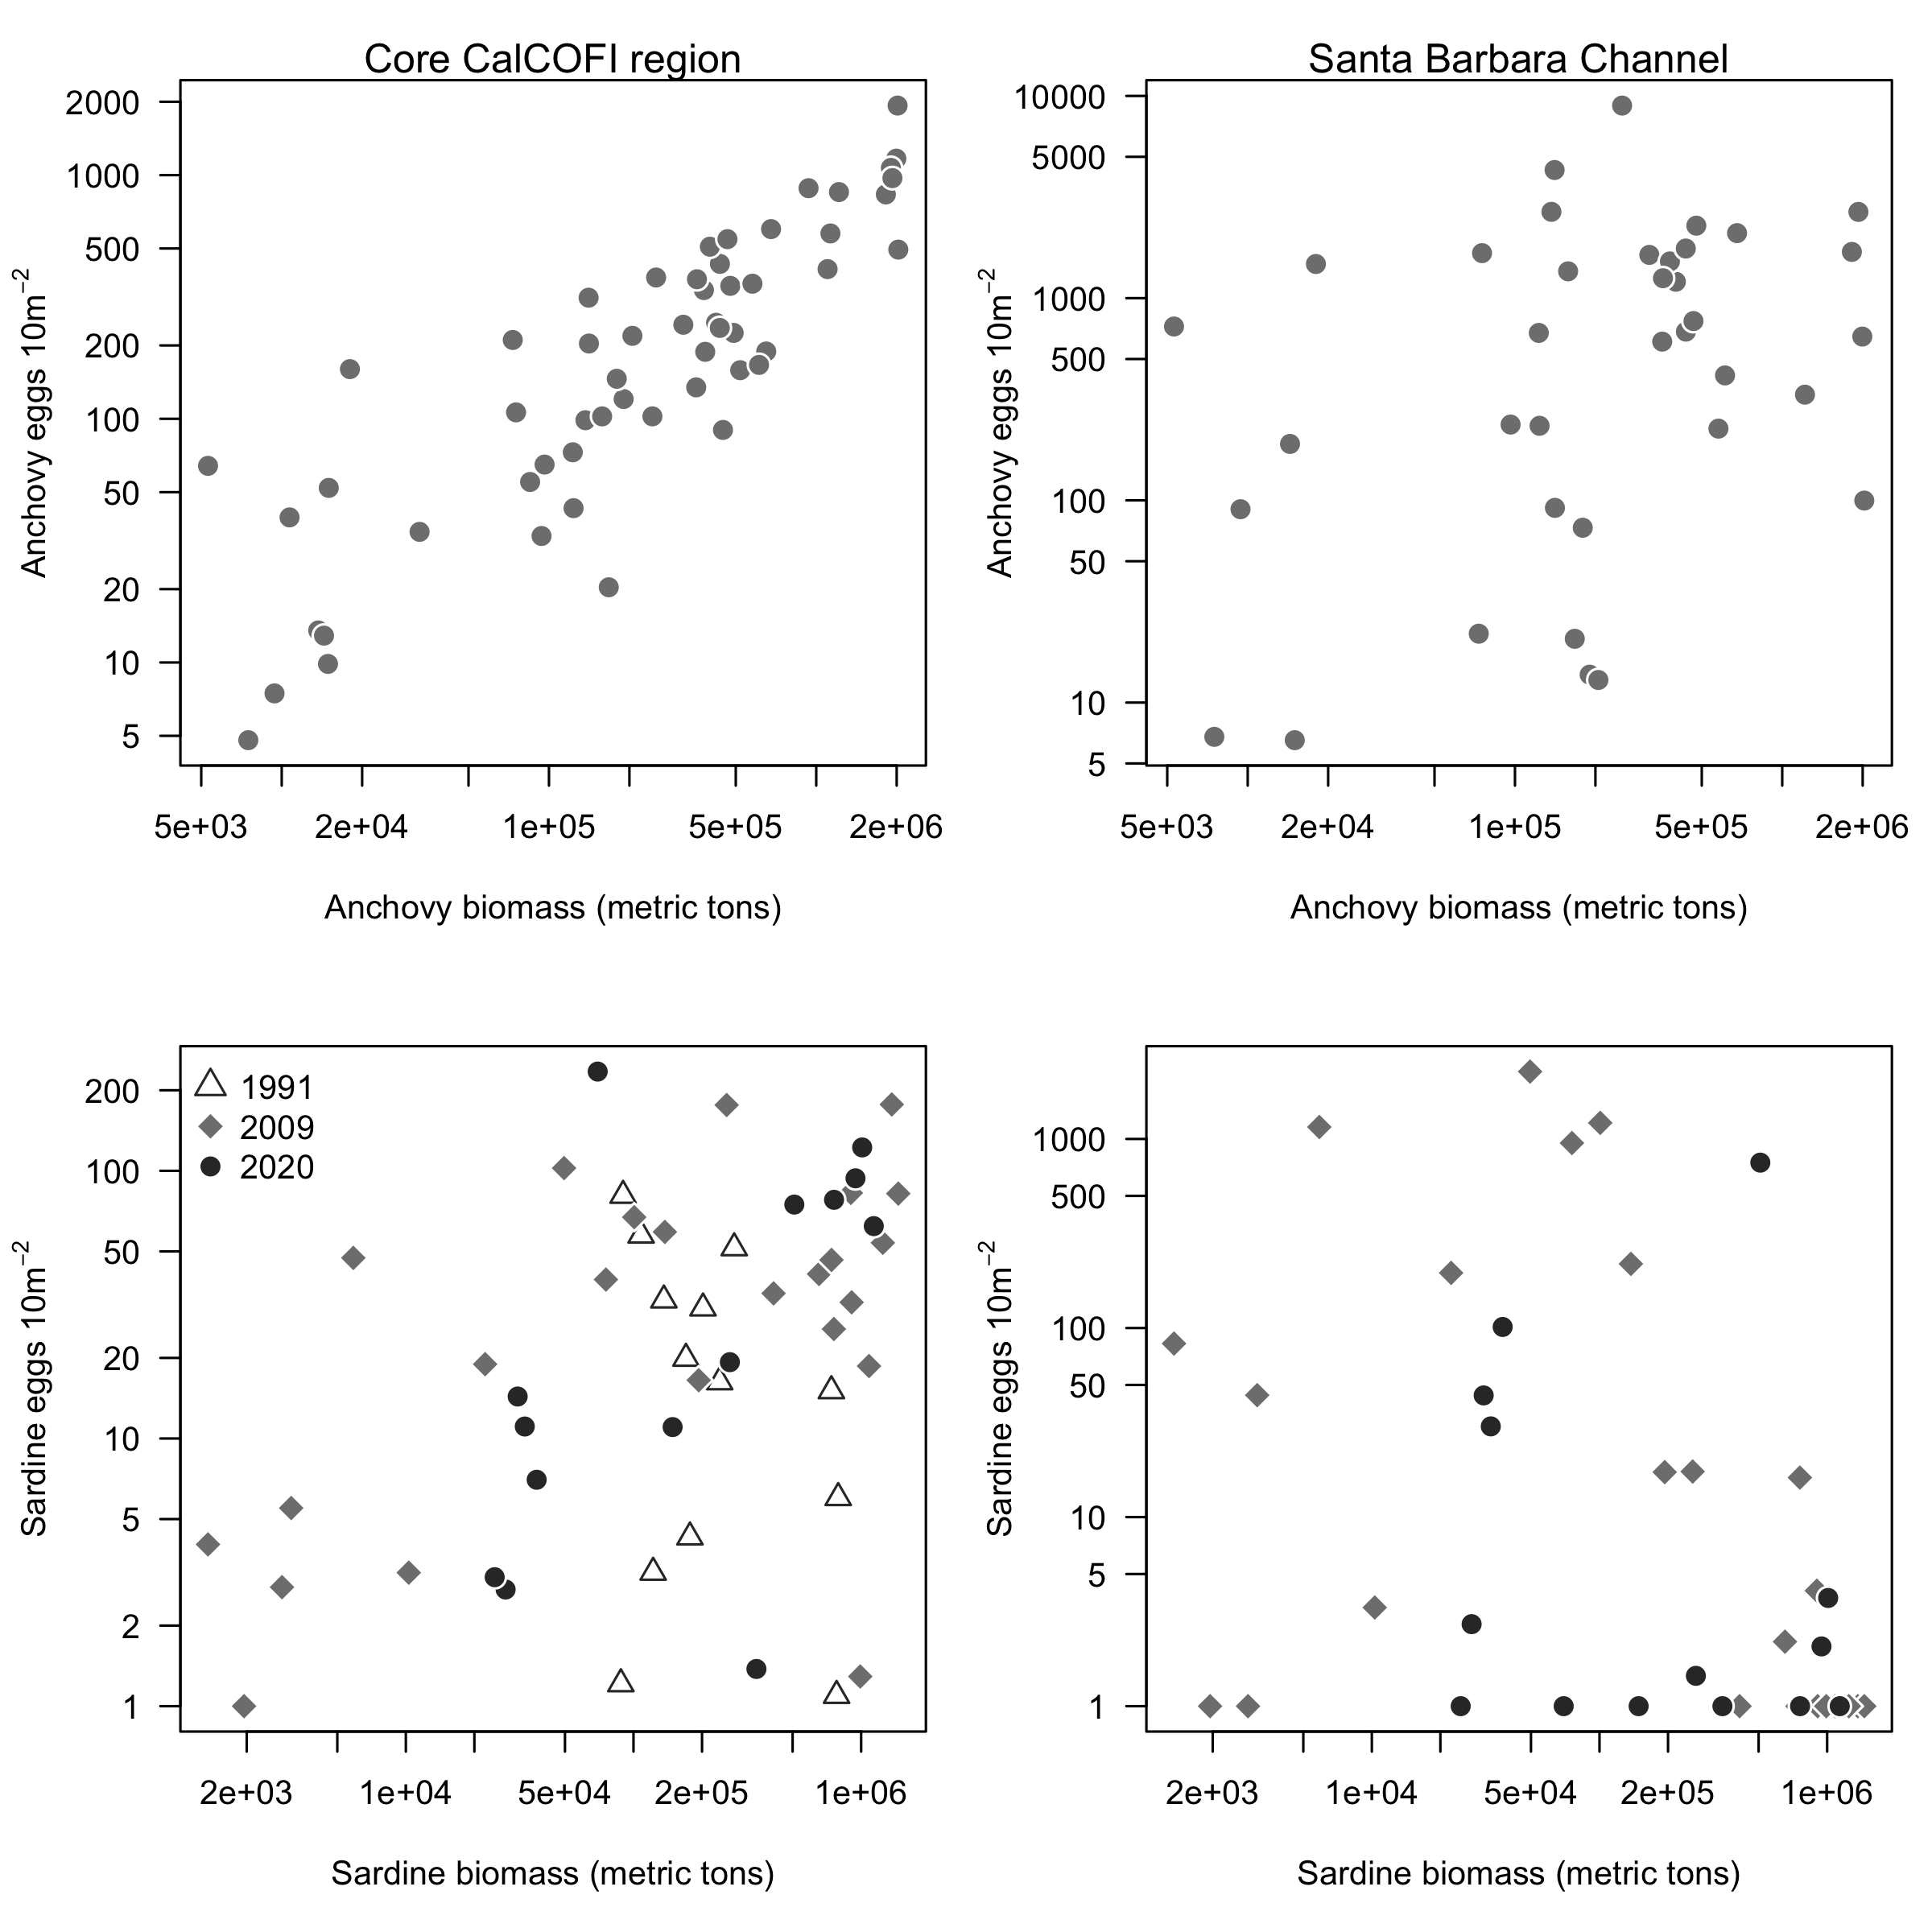 Core CalCOFI region
Anchovy eggs 10m⁻²
2000
1000
500
200
100
50
20
10
5
5e+03 2e+04 1e+05 5e+05 2e+06
Anchovy biomass (metric tons)
Santa Barbara Channel
Anchovy eggs 10m⁻²
10000
5000
1000
500
100
50
10
5
5e+03 2e+04 1e+05 5e+05 2e+06
Anchovy biomass (metric tons)
1991
2009
2020
Sardine eggs 10m⁻²
200
100
50
20
10
5
2
1
2e+03 1e+04 5e+04 2e+05 1e+06
Sardine biomass (metric tons)
Sardine eggs 10m⁻²
1000
500
100
50
10
5
1
2e+03 1e+04 5e+04 2e+05 1e+06
Sardine biomass (metric tons)